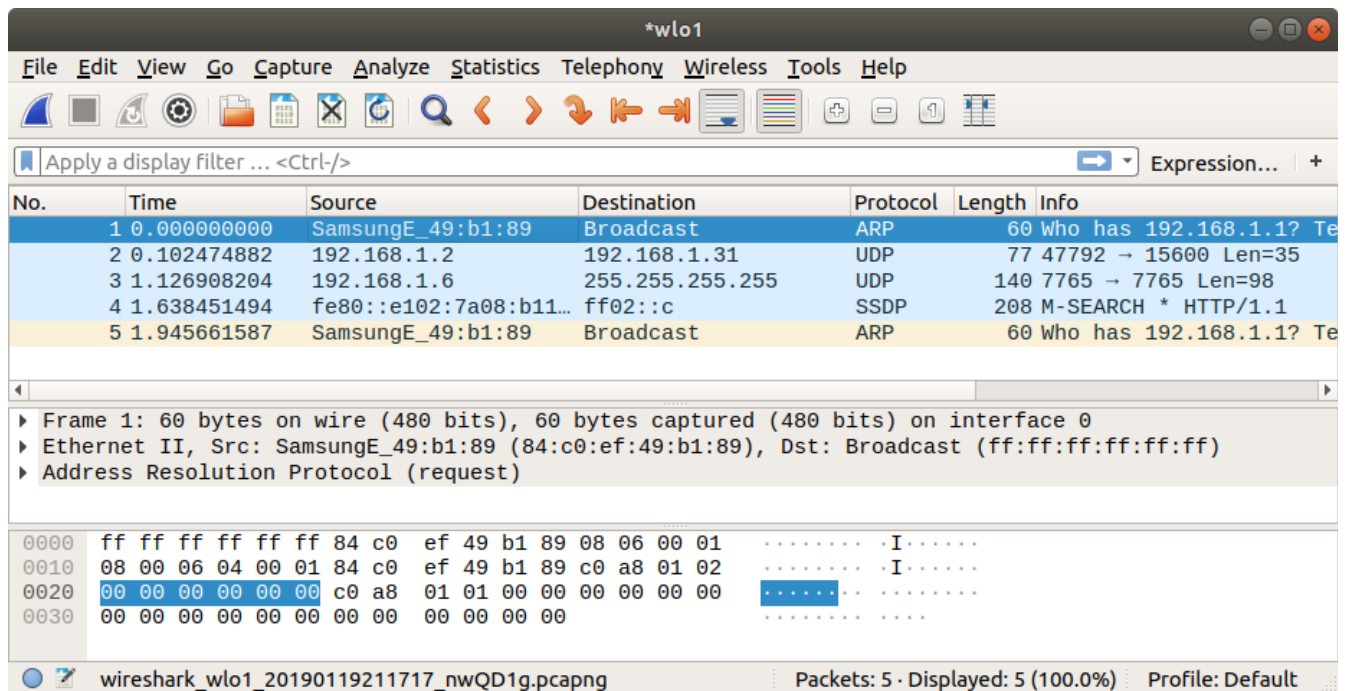 *wlo1
File Edit View Go Capture Analyze Statistics Telephony Wireless Tools Help
Apply a display filter … <Ctrl-/> Expression… +
No. Time Source Destination Protocol Length Info
1 0.000000000 SamsungE_49:b1:89 Broadcast ARP 60 Who has 192.168.1.1? Te
2 0.102474882 192.168.1.2 192.168.1.31 UDP 77 47792 → 15600 Len=35
3 1.126908204 192.168.1.6 255.255.255.255 UDP 140 7765 → 7765 Len=98
4 1.638451494 fe80::e102:7a08:b11… ff02::c SSDP 208 M-SEARCH * HTTP/1.1
5 1.945661587 SamsungE_49:b1:89 Broadcast ARP 60 Who has 192.168.1.1? Te
Frame 1: 60 bytes on wire (480 bits), 60 bytes captured (480 bits) on interface 0
Ethernet II, Src: SamsungE_49:b1:89 (84:c0:ef:49:b1:89), Dst: Broadcast (ff:ff:ff:ff:ff:ff)
Address Resolution Protocol (request)
0000 ff ff ff ff ff ff 84 c0 ef 49 b1 89 08 06 00 01 ········ ·I······
0010 08 00 06 04 00 01 84 c0 ef 49 b1 89 c0 a8 01 02 ········ ·I······
0020 00 00 00 00 00 00 c0 a8 01 01 00 00 00 00 00 00 ········ ········
0030 00 00 00 00 00 00 00 00 00 00 00 00 ········ ····
wireshark_wlo1_20190119211717_nwQD1g.pcapng Packets: 5 · Displayed: 5 (100.0%) Profile: Default